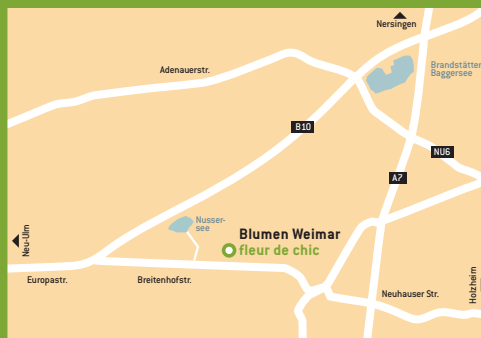 Nersingen
Brandstätter
Baggersee
Adenauerstr.
B10
NU6
A7
Nusser-
see
Neu-Ulm
Blumen Weimar
fleur de chic
Europastr.
Breitenhofstr.
Neuhauser Str.
Holzheim